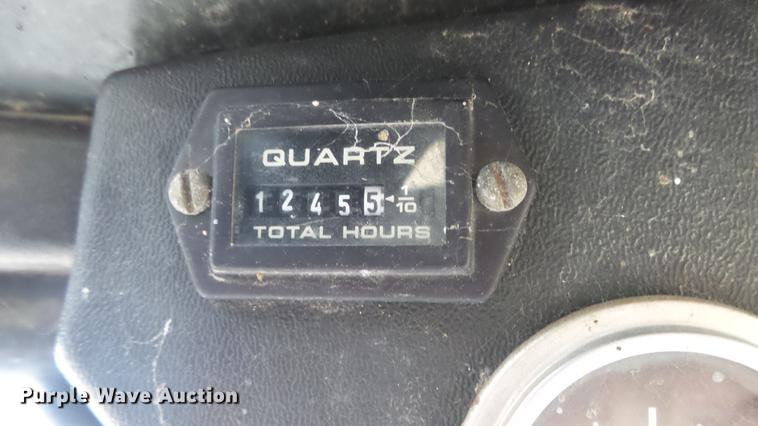 QUARTZ
1 2 4 5 5 ◄ 1/10
TOTAL HOURS
Purple Wave Auction